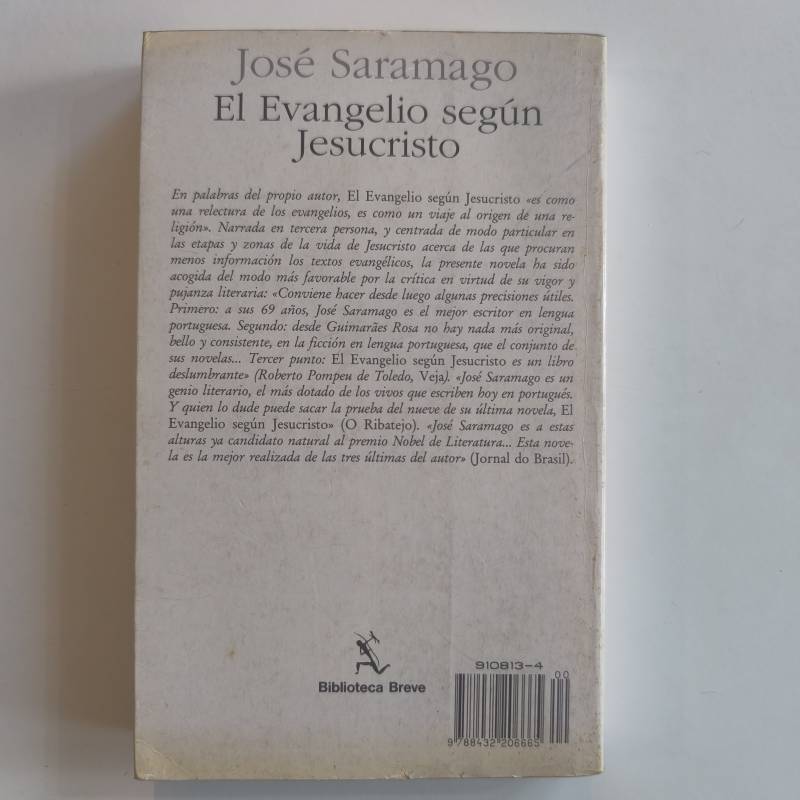 José Saramago
El Evangelio según
Jesucristo
En palabras del propio autor, El Evangelio según Jesucristo «es como
una relectura de los evangelios, es como un viaje al origen de una re-
ligión». Narrada en tercera persona, y centrada de modo particular en
las etapas y zonas de la vida de Jesucristo acerca de las que procuran
menos información los textos evangélicos, la presente novela ha sido
acogida del modo más favorable por la crítica en virtud de su vigor y
pujanza literaria: «Conviene hacer desde luego algunas precisiones útiles.
Primero: a sus 69 años, José Saramago es el mejor escritor en lengua
portuguesa. Segundo: desde Guimarães Rosa no hay nada más original,
bello y consistente, en la ficción en lengua portuguesa, que el conjunto de
sus novelas... Tercer punto: El Evangelio según Jesucristo es un libro
deslumbrante» (Roberto Pompeu de Toledo, Veja). «José Saramago es un
genio literario, el más dotado de los vivos que escriben hoy en portugués.
Y quien lo dude puede sacar la prueba del nueve de su última novela, El
Evangelio según Jesucristo» (O Ribatejo). «José Saramago es a estas
alturas ya candidato natural al premio Nobel de Literatura... Esta nove-
la es la mejor realizada de las tres últimas del autor» (Jornal do Brasil).
Biblioteca Breve
910813-4
00
9 788432 206665